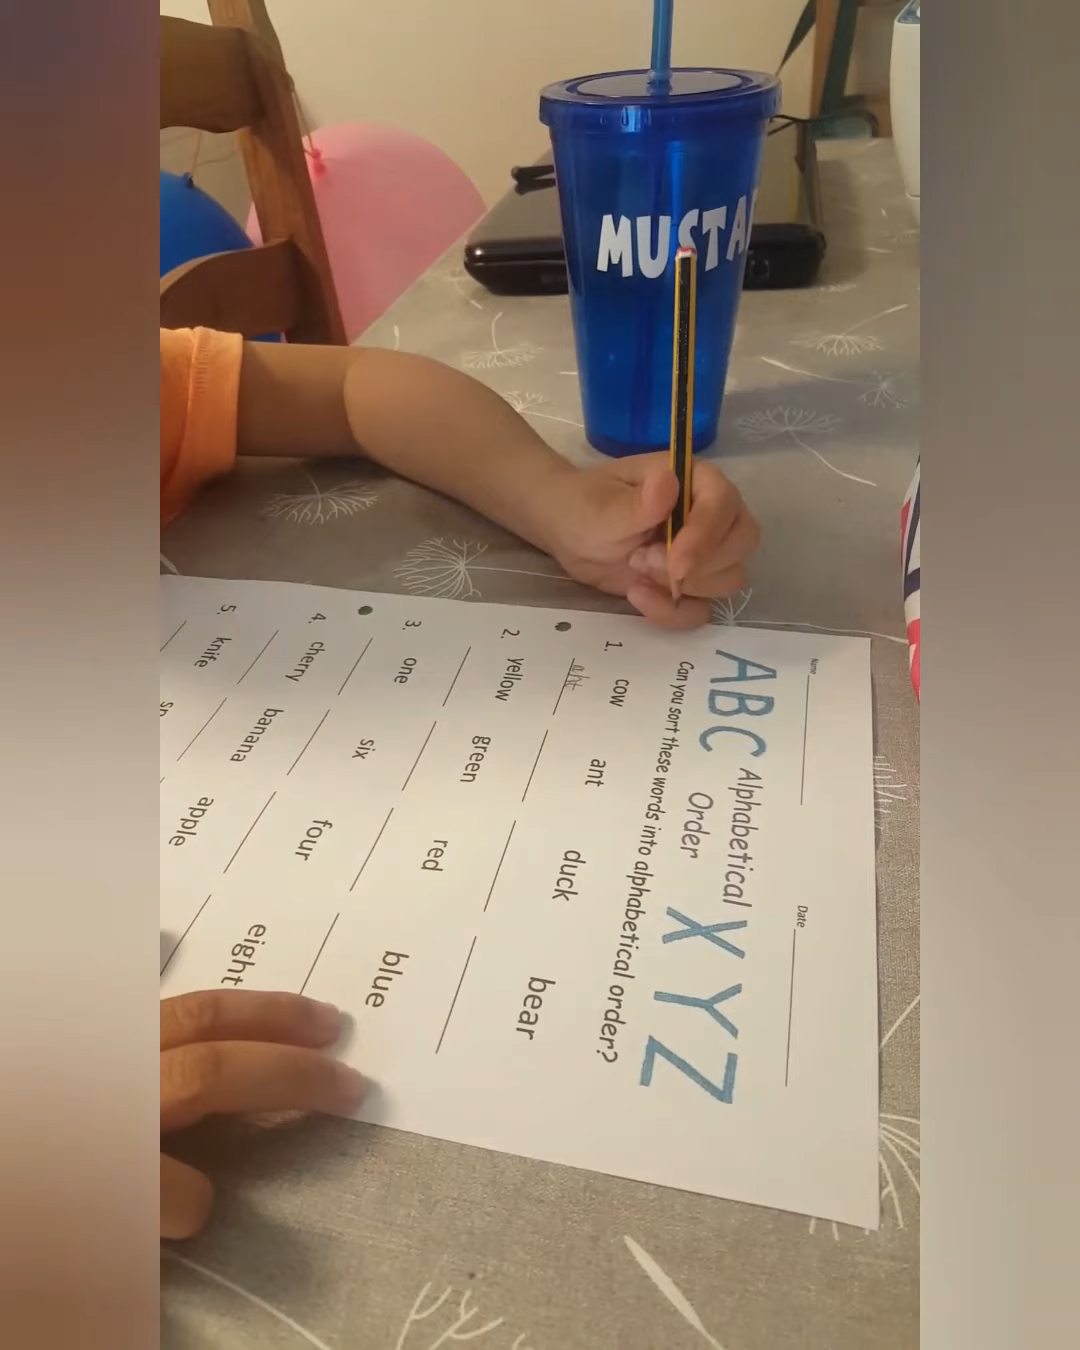 MUSTA
Name Date
ABC Alphabetical Order XYZ
Can you sort these words into alphabetical order?
1. cow ant duck bear
ant
2. yellow green red blue
3. one six four eight
4. cherry banana apple
5. knife